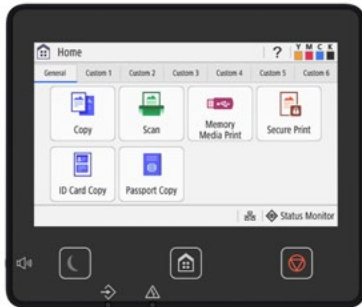 Home ? Y M C K
General Custom 1 Custom 2 Custom 3 Custom 4 Custom 5 Custom 6
Copy Scan Memory Secure Print
Media Print
ID Card Copy Passport Copy
Status Monitor